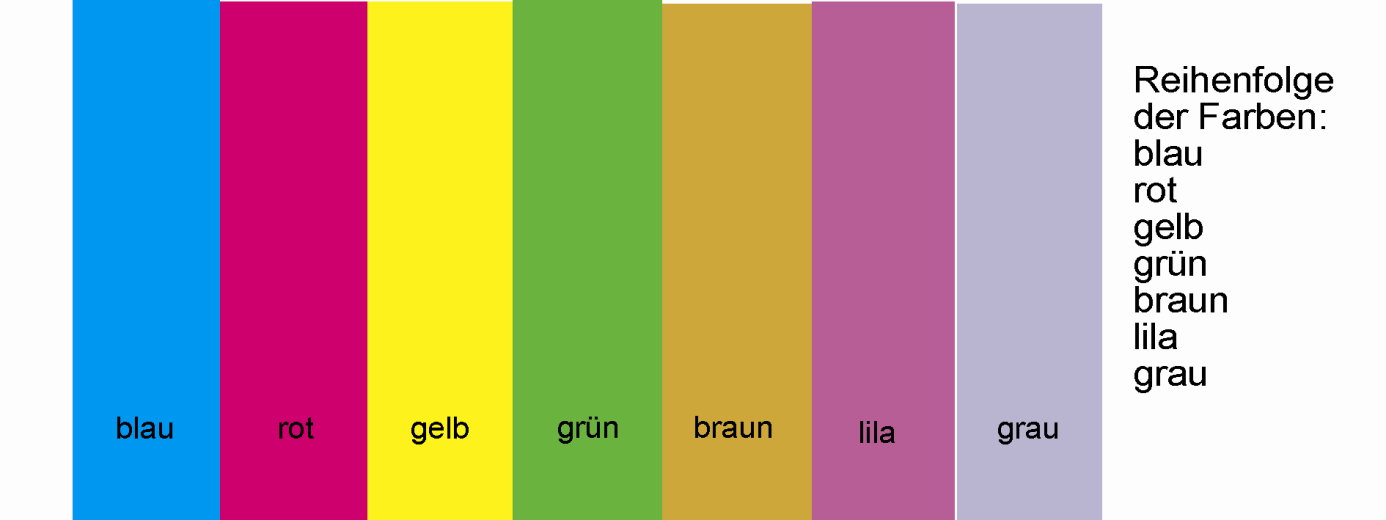 blau rot gelb grün braun lila grau
Reihenfolge
der Farben:
blau
rot
gelb
grün
braun
lila
grau